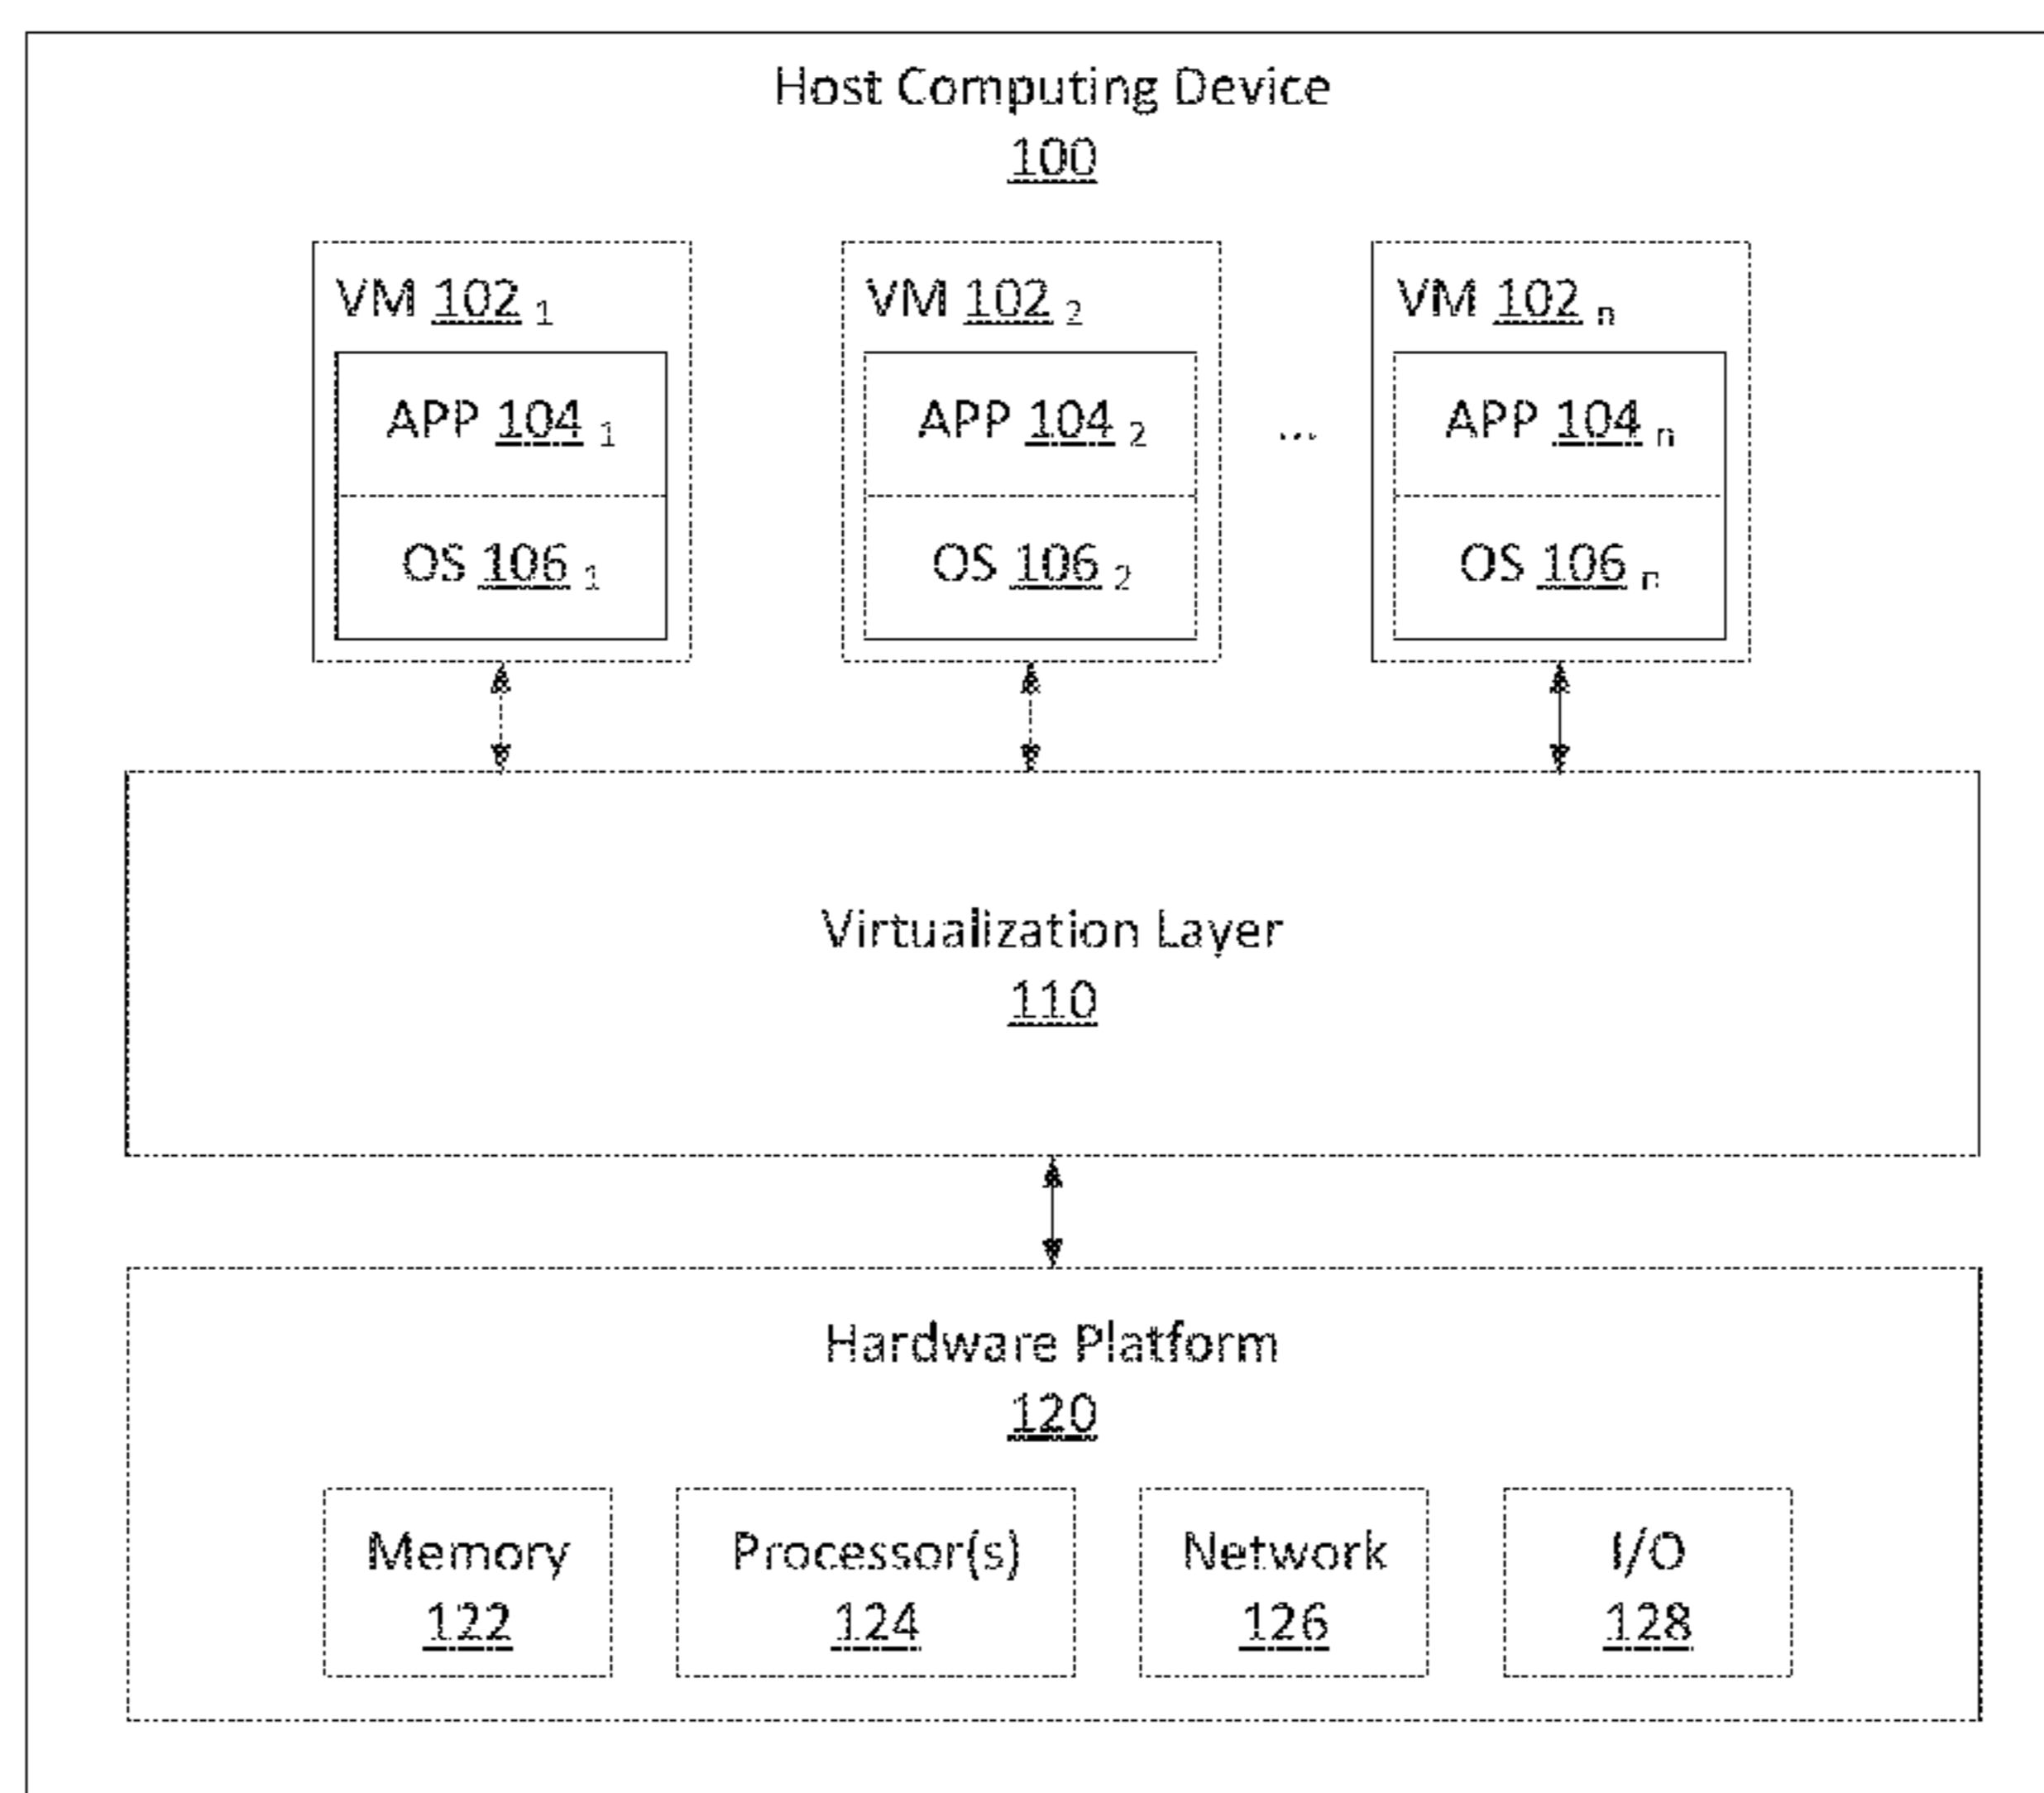 Host Computing Device
100
VM 102 1 VM 102 2 VM 102 n
APP 104 1 APP 104 2 ... APP 104 n
OS 106 1 OS 106 2 OS 106 n
Virtualization Layer
110
Hardware Platform
120
Memory Processor(s) Network I/O
122 124 126 128